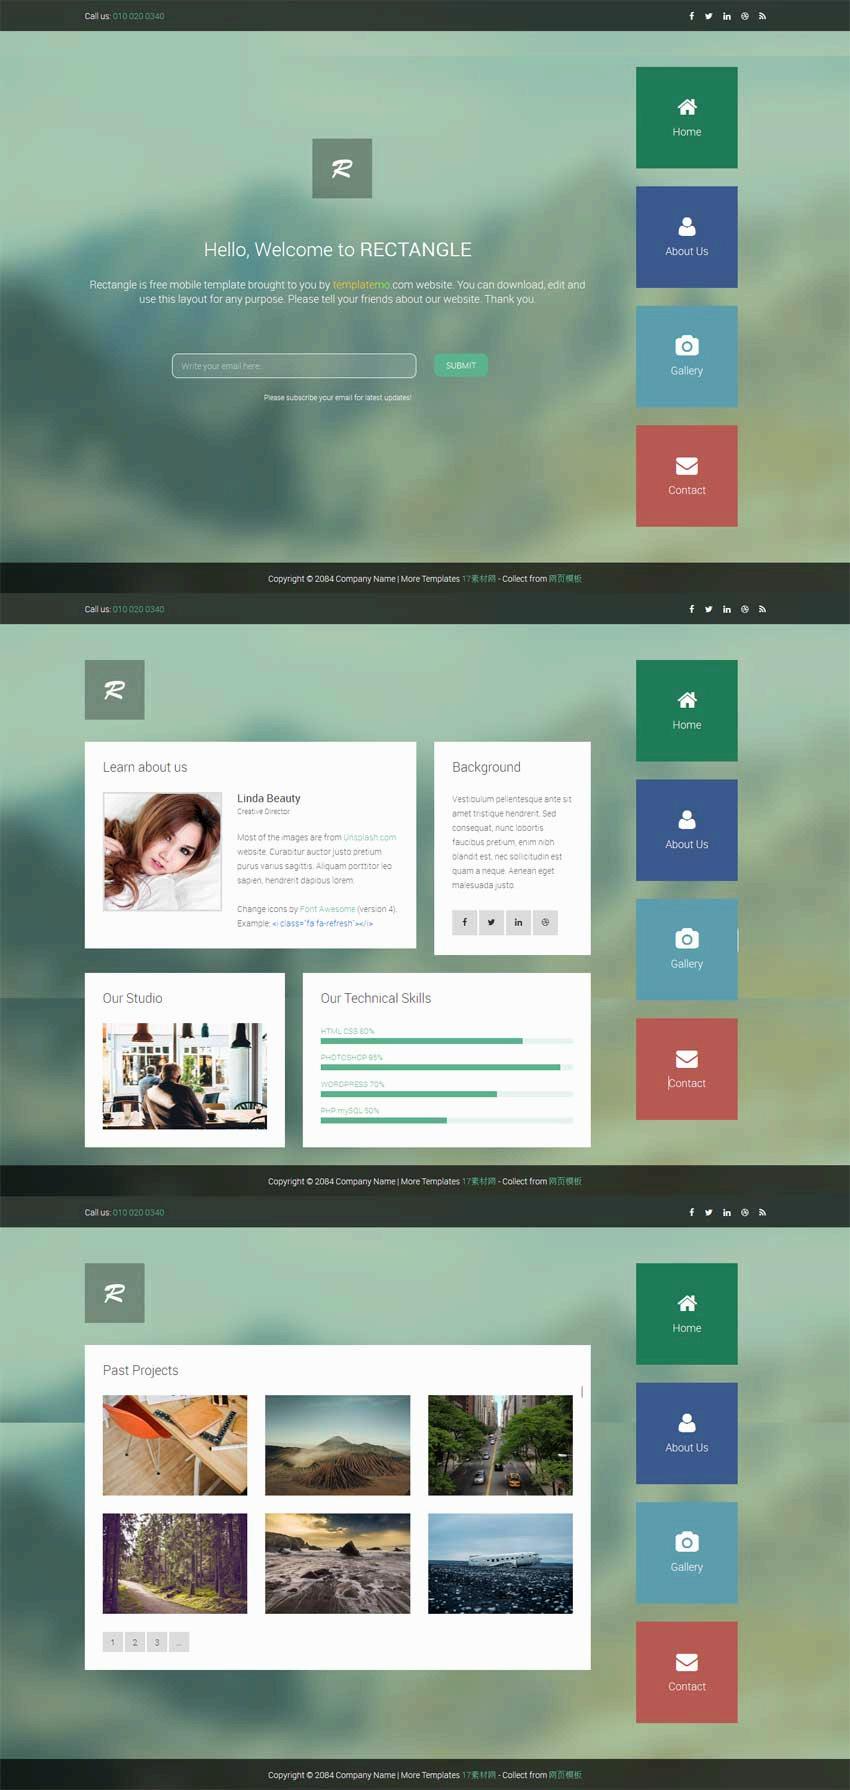 Call us: 010 020 0340
R
Home
Hello, Welcome to RECTANGLE
About Us
Rectangle is free mobile template brought to you by templatemo.com website. You can download, edit and
use this layout for any purpose. Please tell your friends about our website. Thank you.
Write your email here..
SUBMIT
Gallery
Please subscribe your email for latest updates!
Contact
Copyright © 2084 Company Name | More Templates 17素材网 - Collect from 网页模板
Call us: 010 020 0340
R
Home
Learn about us
Linda Beauty
Creative Director
Most of the images are from Unsplash.com
website. Curabitur auctor justo pretium
purus varius sagittis. Aliquam porttitor leo
sapien, hendrerit dapibus lorem.
Change icons by Font Awesome (version 4).
Example: <i class="fa fa-refresh"></i>
Background
Vestibulum pellentesque ante sit
amet tristique hendrerit. Sed
consequat, nunc lobortis
faucibus pretium, enim nibh
blandit est, nec sollicitudin est
quam a neque. Aenean eget
malesuada justo.
About Us
Gallery
Our Studio
Our Technical Skills
HTML CSS 80%
PHOTOSHOP 95%
WORDPRESS 70%
PHP mySQL 50%
Contact
Copyright © 2084 Company Name | More Templates 17素材网 - Collect from 网页模板
Call us: 010 020 0340
R
Home
Past Projects
About Us
Gallery
1 2 3 ...
Contact
Copyright © 2084 Company Name | More Templates 17素材网 - Collect from 网页模板